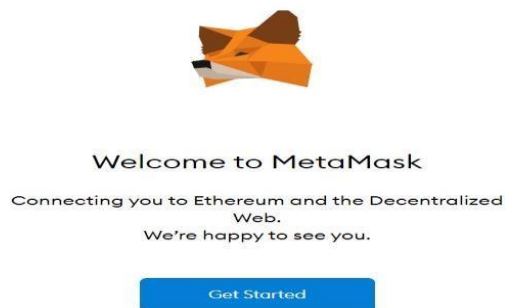 Welcome to MetaMask
Connecting you to Ethereum and the Decentralized
Web.
We're happy to see you.
Get Started